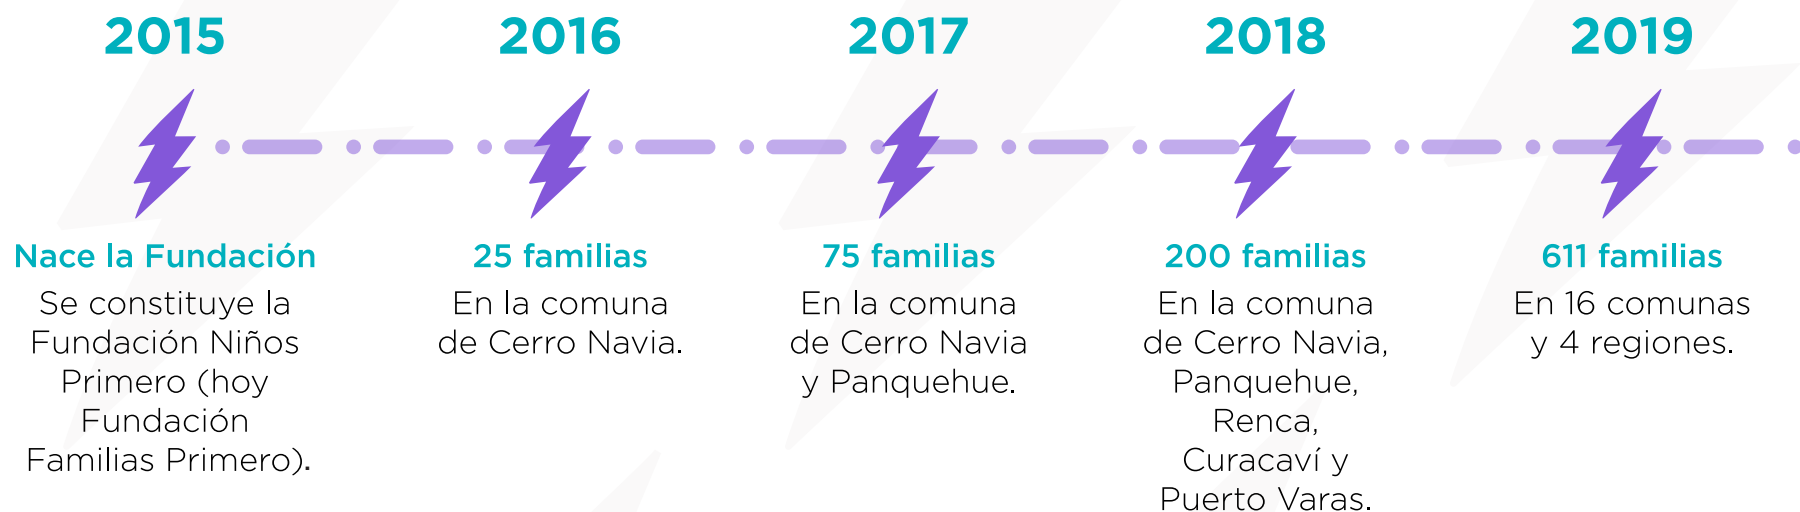 2015
Nace la Fundación
Se constituye la
Fundación Niños
Primero (hoy
Fundación
Familias Primero).
2016
25 familias
En la comuna
de Cerro Navia.
2017
75 familias
En la comuna
de Cerro Navia
y Panquehue.
2018
200 familias
En la comuna
de Cerro Navia,
Panquehue,
Renca,
Curacaví y
Puerto Varas.
2019
611 familias
En 16 comunas
y 4 regiones.